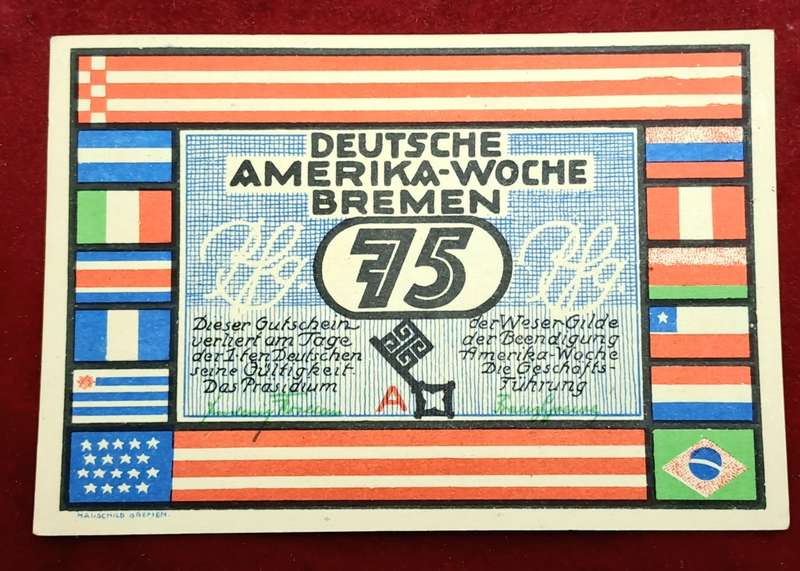 DEUTSCHE
AMERIKA-WOCHE
BREMEN
Pfg. 75 Pfg.
Dieser Gutschein
verliert am Tage
der 1.ten Deutschen
seine Gültigkeit.
Das Präsidium
der Weser-Gilde
der Beendigung
Amerika-Woche
Die Geschäfts-
Führung
A
HAUSCHILD BREMEN.